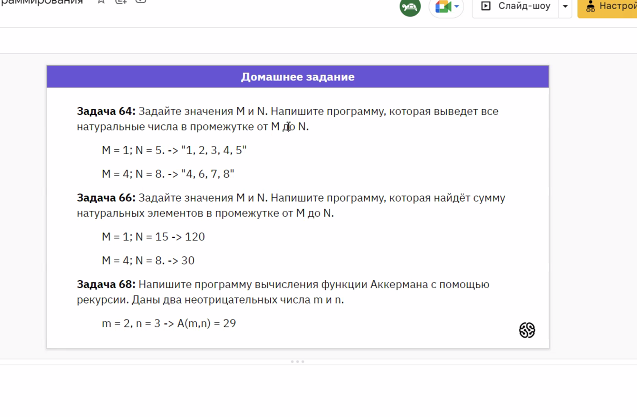 Слайд-шоу
Домашнее задание
Задача 64: Задайте значения M и N. Напишите программу, которая выведет все
натуральные числа в промежутке от M до N.
M = 1; N = 5. -> "1, 2, 3, 4, 5"
M = 4; N = 8. -> "4, 6, 7, 8"
Задача 66: Задайте значения M и N. Напишите программу, которая найдёт сумму
натуральных элементов в промежутке от M до N.
M = 1; N = 15 -> 120
M = 4; N = 8. -> 30
Задача 68: Напишите программу вычисления функции Аккермана с помощью
рекурсии. Даны два неотрицательных числа m и n.
m = 2, n = 3 -> A(m,n) = 29